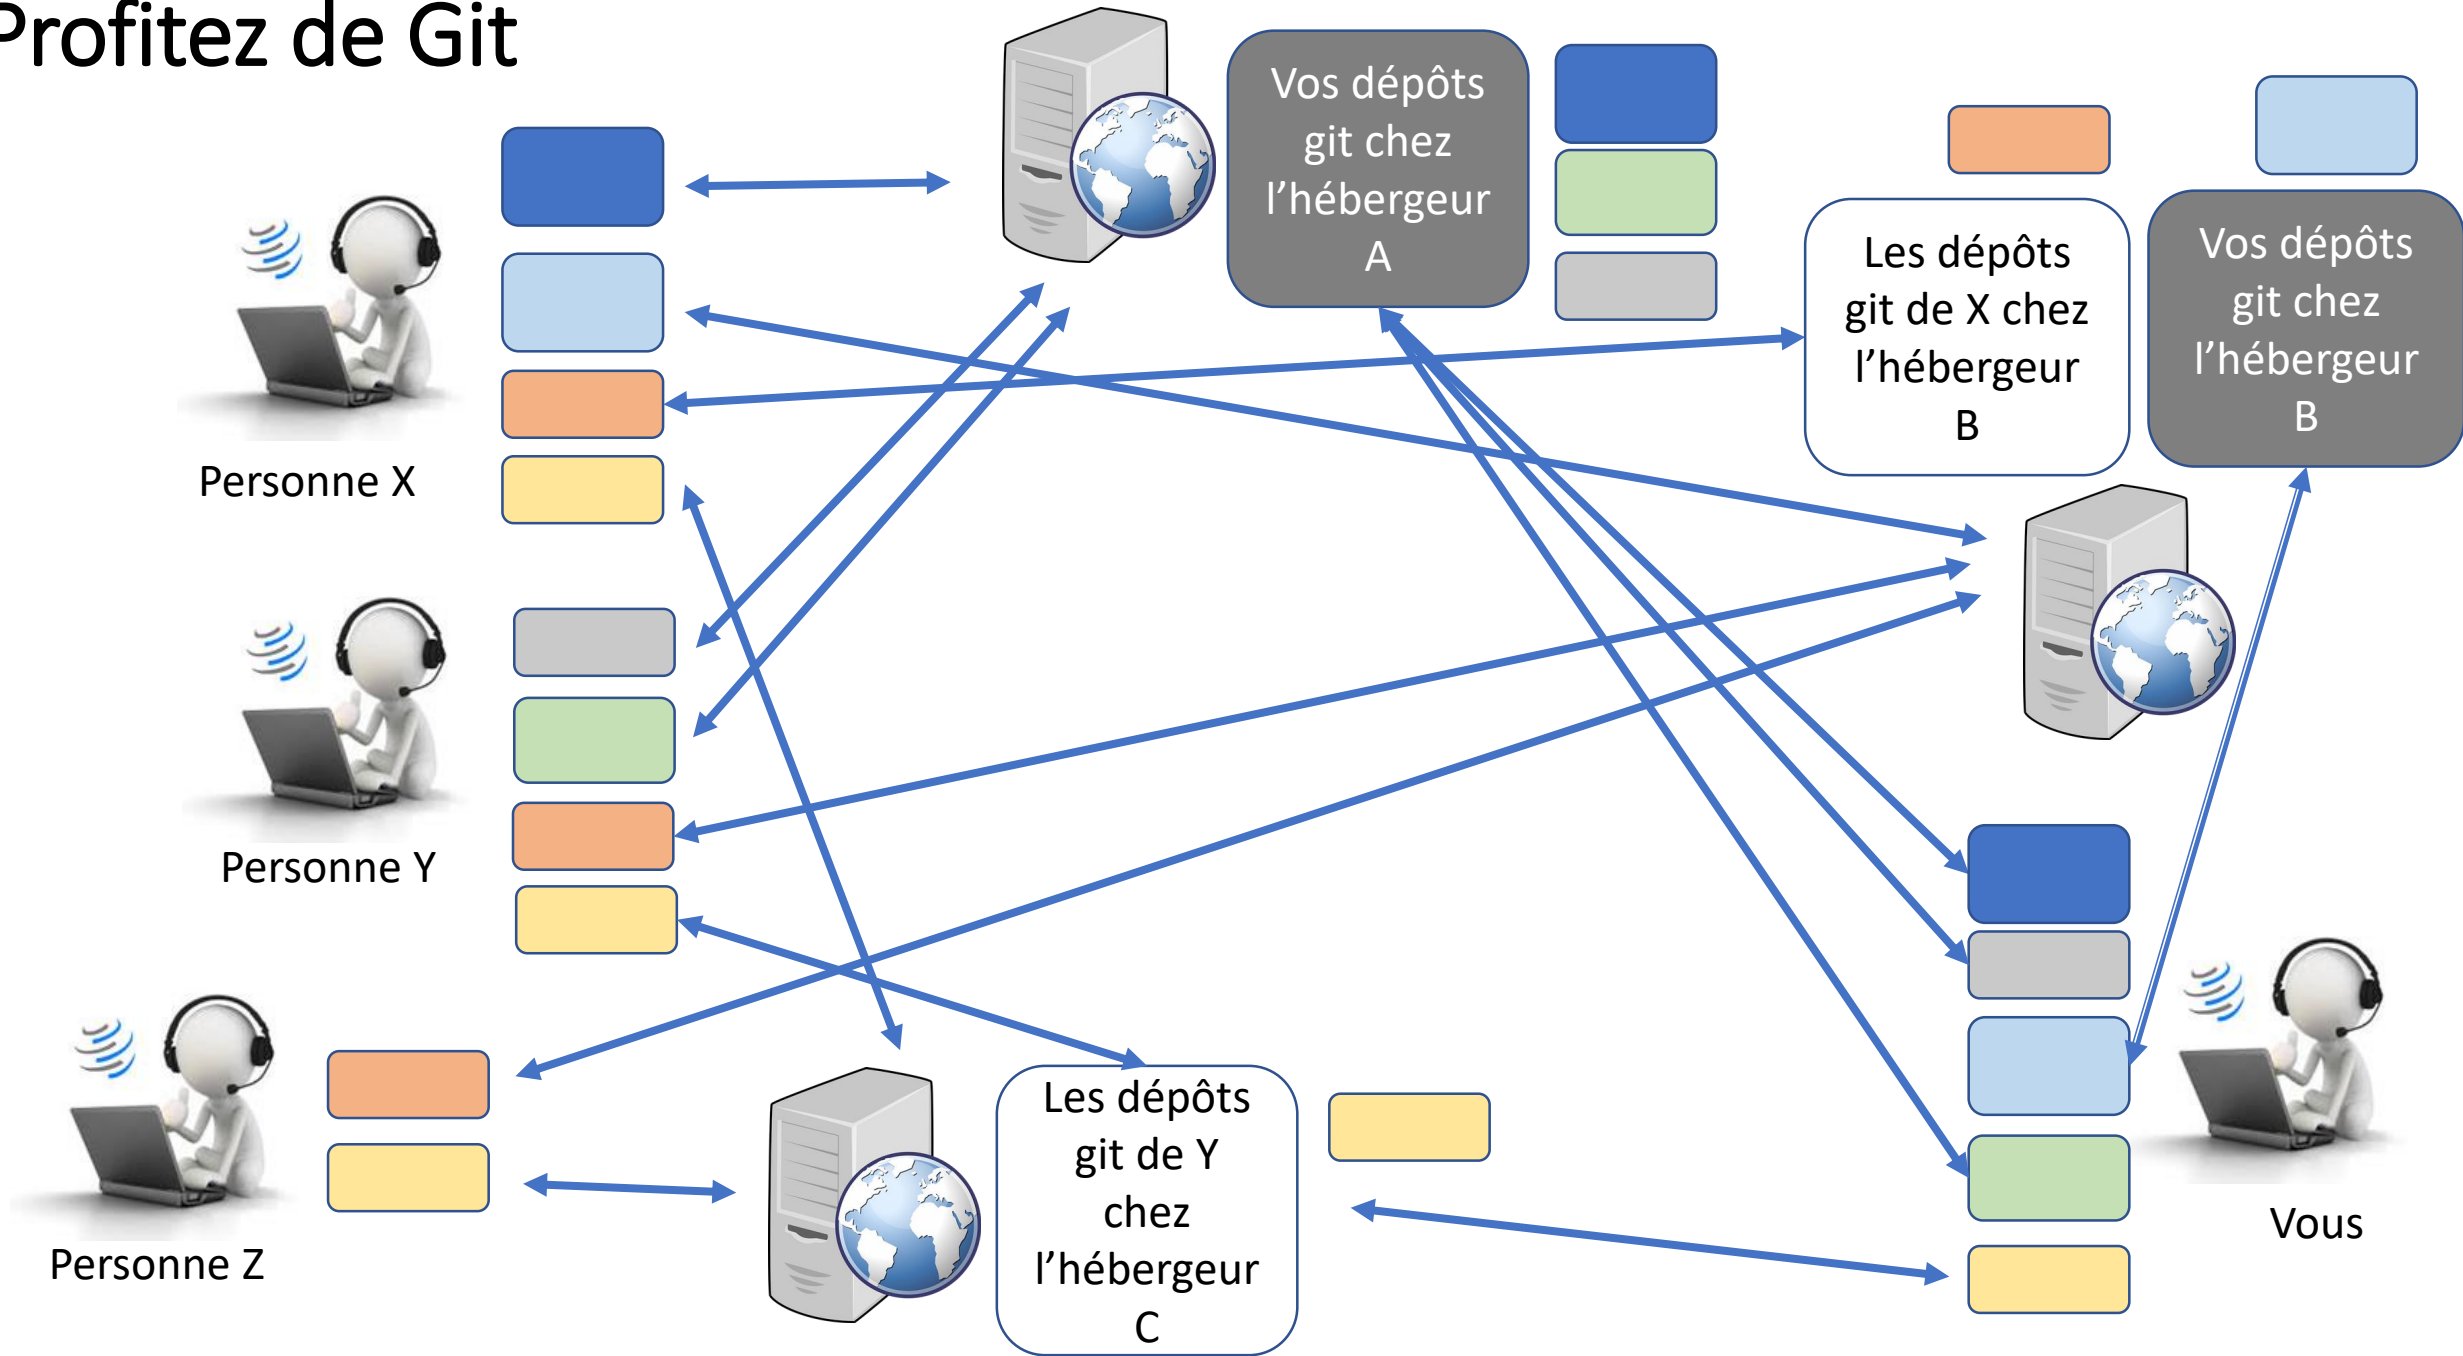 Profitez de Git
Vos dépôts
git chez
l’hébergeur
A
Les dépôts
git de X chez
l’hébergeur
B
Vos dépôts
git chez
l’hébergeur
B
Personne X
Personne Y
Personne Z
Les dépôts
git de Y
chez
l’hébergeur
C
Vous